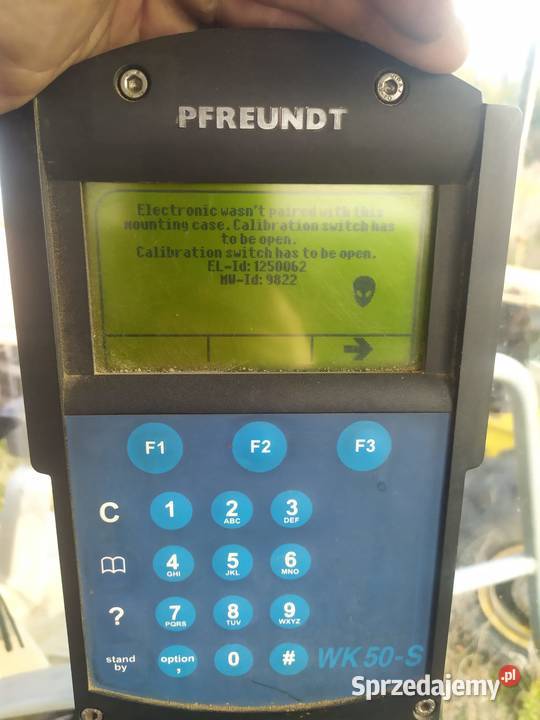 PFREUNDT
Electronic wasn't paired with this
mounting case. Calibration switch has
to be open.
Calibration switch has to be open.
EL-Id: 1250062
MW-Id: 9822
F1 F2 F3
C 1 2 3
ABC DEF
4 5 6
GHI JKL MNO
? 7 8 9
PQRS TUV WXYZ
stand by option , 0 #
WK 50-S
Sprzedajemy.pl